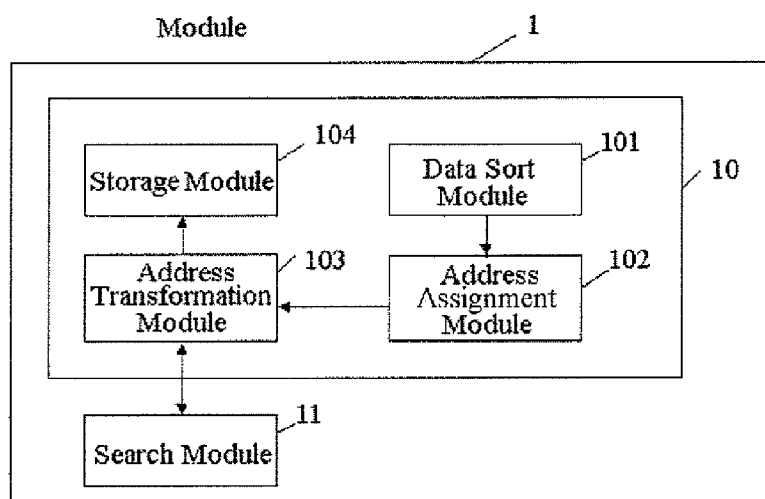 Module
1
104
Storage Module
101
Data Sort
Module
10
103
Address
Transformation
Module
102
Address
Assignment
Module
11
Search Module